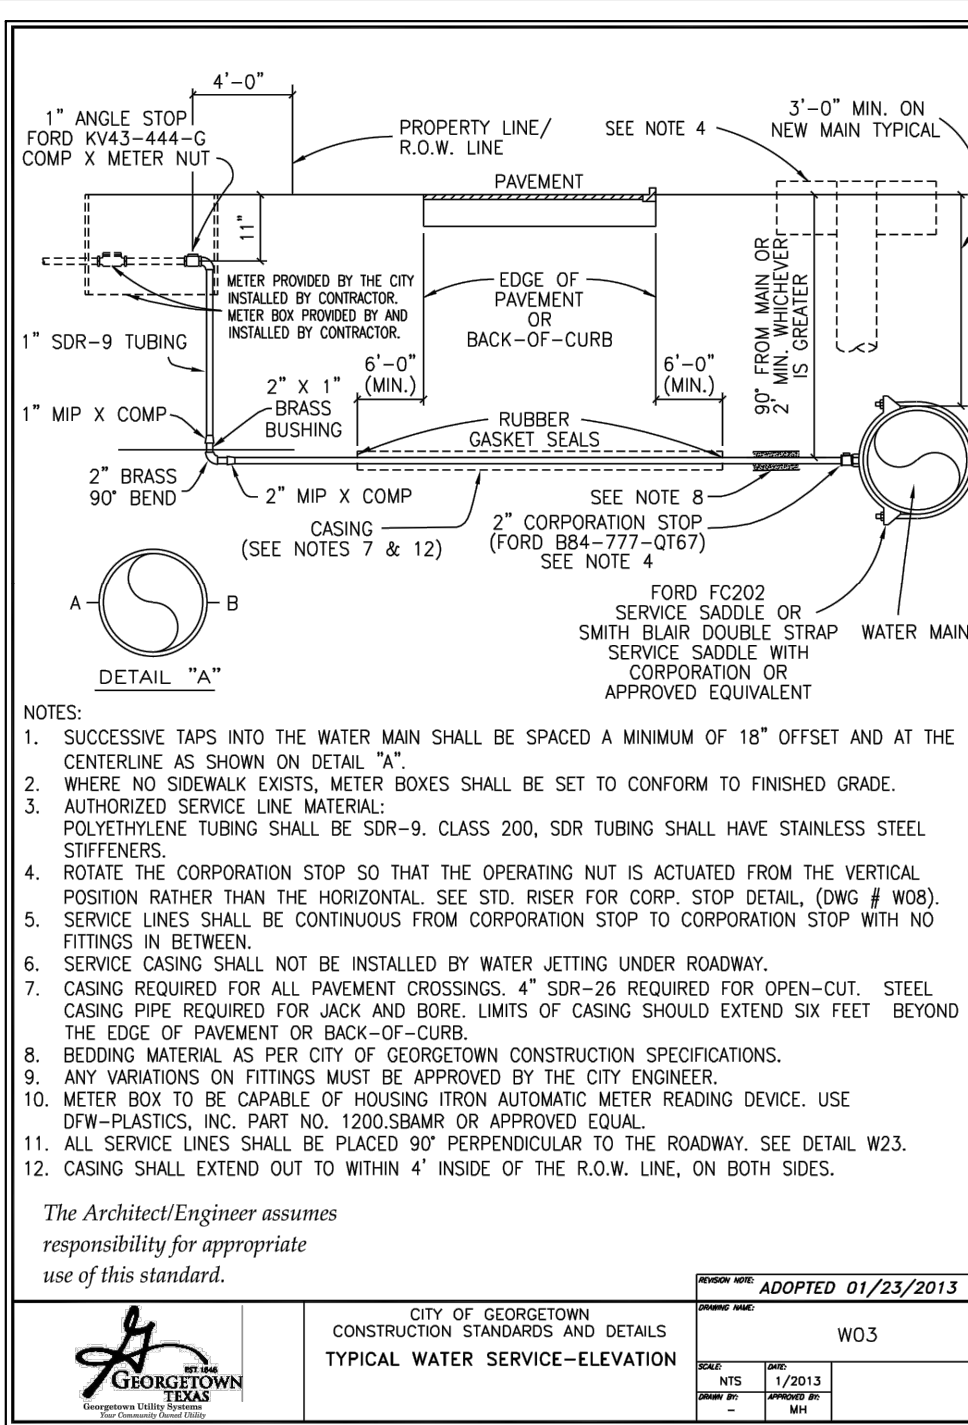 4'-0"
1" ANGLE STOP
FORD KV43-444-G
COMP X METER NUT
PROPERTY LINE/
R.O.W. LINE
SEE NOTE 4
3'-0" MIN. ON
NEW MAIN TYPICAL
PAVEMENT
11"
METER PROVIDED BY THE CITY
INSTALLED BY CONTRACTOR.
METER BOX PROVIDED BY AND
INSTALLED BY CONTRACTOR.
EDGE OF
PAVEMENT
OR
BACK-OF-CURB
90° FROM MAIN OR
2' MIN. WHICHEVER
IS GREATER
1" SDR-9 TUBING
6'-0"
(MIN.)
6'-0"
(MIN.)
2" X 1"
BRASS
BUSHING
1" MIP X COMP
RUBBER
GASKET SEALS
2" BRASS
90° BEND
2" MIP X COMP
SEE NOTE 8
CASING
(SEE NOTES 7 & 12)
2" CORPORATION STOP
(FORD B84-777-QT67)
SEE NOTE 4
A
B
DETAIL "A"
FORD FC202
SERVICE SADDLE OR
SMITH BLAIR DOUBLE STRAP
SERVICE SADDLE WITH
CORPORATION OR
APPROVED EQUIVALENT
WATER MAIN
NOTES:
1. SUCCESSIVE TAPS INTO THE WATER MAIN SHALL BE SPACED A MINIMUM OF 18" OFFSET AND AT THE
CENTERLINE AS SHOWN ON DETAIL "A".
2. WHERE NO SIDEWALK EXISTS, METER BOXES SHALL BE SET TO CONFORM TO FINISHED GRADE.
3. AUTHORIZED SERVICE LINE MATERIAL:
POLYETHYLENE TUBING SHALL BE SDR-9. CLASS 200, SDR TUBING SHALL HAVE STAINLESS STEEL
STIFFENERS.
4. ROTATE THE CORPORATION STOP SO THAT THE OPERATING NUT IS ACTUATED FROM THE VERTICAL
POSITION RATHER THAN THE HORIZONTAL. SEE STD. RISER FOR CORP. STOP DETAIL, (DWG # W08).
5. SERVICE LINES SHALL BE CONTINUOUS FROM CORPORATION STOP TO CORPORATION STOP WITH NO
FITTINGS IN BETWEEN.
6. SERVICE CASING SHALL NOT BE INSTALLED BY WATER JETTING UNDER ROADWAY.
7. CASING REQUIRED FOR ALL PAVEMENT CROSSINGS. 4" SDR-26 REQUIRED FOR OPEN-CUT. STEEL
CASING PIPE REQUIRED FOR JACK AND BORE. LIMITS OF CASING SHOULD EXTEND SIX FEET BEYOND
THE EDGE OF PAVEMENT OR BACK-OF-CURB.
8. BEDDING MATERIAL AS PER CITY OF GEORGETOWN CONSTRUCTION SPECIFICATIONS.
9. ANY VARIATIONS ON FITTINGS MUST BE APPROVED BY THE CITY ENGINEER.
10. METER BOX TO BE CAPABLE OF HOUSING ITRON AUTOMATIC METER READING DEVICE. USE
DFW-PLASTICS, INC. PART NO. 1200.SBAMR OR APPROVED EQUAL.
11. ALL SERVICE LINES SHALL BE PLACED 90° PERPENDICULAR TO THE ROADWAY. SEE DETAIL W23.
12. CASING SHALL EXTEND OUT TO WITHIN 4' INSIDE OF THE R.O.W. LINE, ON BOTH SIDES.
The Architect/Engineer assumes
responsibility for appropriate
use of this standard.
REVISION NOTE: ADOPTED 01/23/2013
EST. 1848
GEORGETOWN
TEXAS
Georgetown Utility Systems
Your Community Owned Utility
CITY OF GEORGETOWN
CONSTRUCTION STANDARDS AND DETAILS
TYPICAL WATER SERVICE-ELEVATION
DRAWING NAME:
W03
SCALE:
NTS
DATE:
1/2013
DRAWN BY:
-
APPROVED BY:
MH